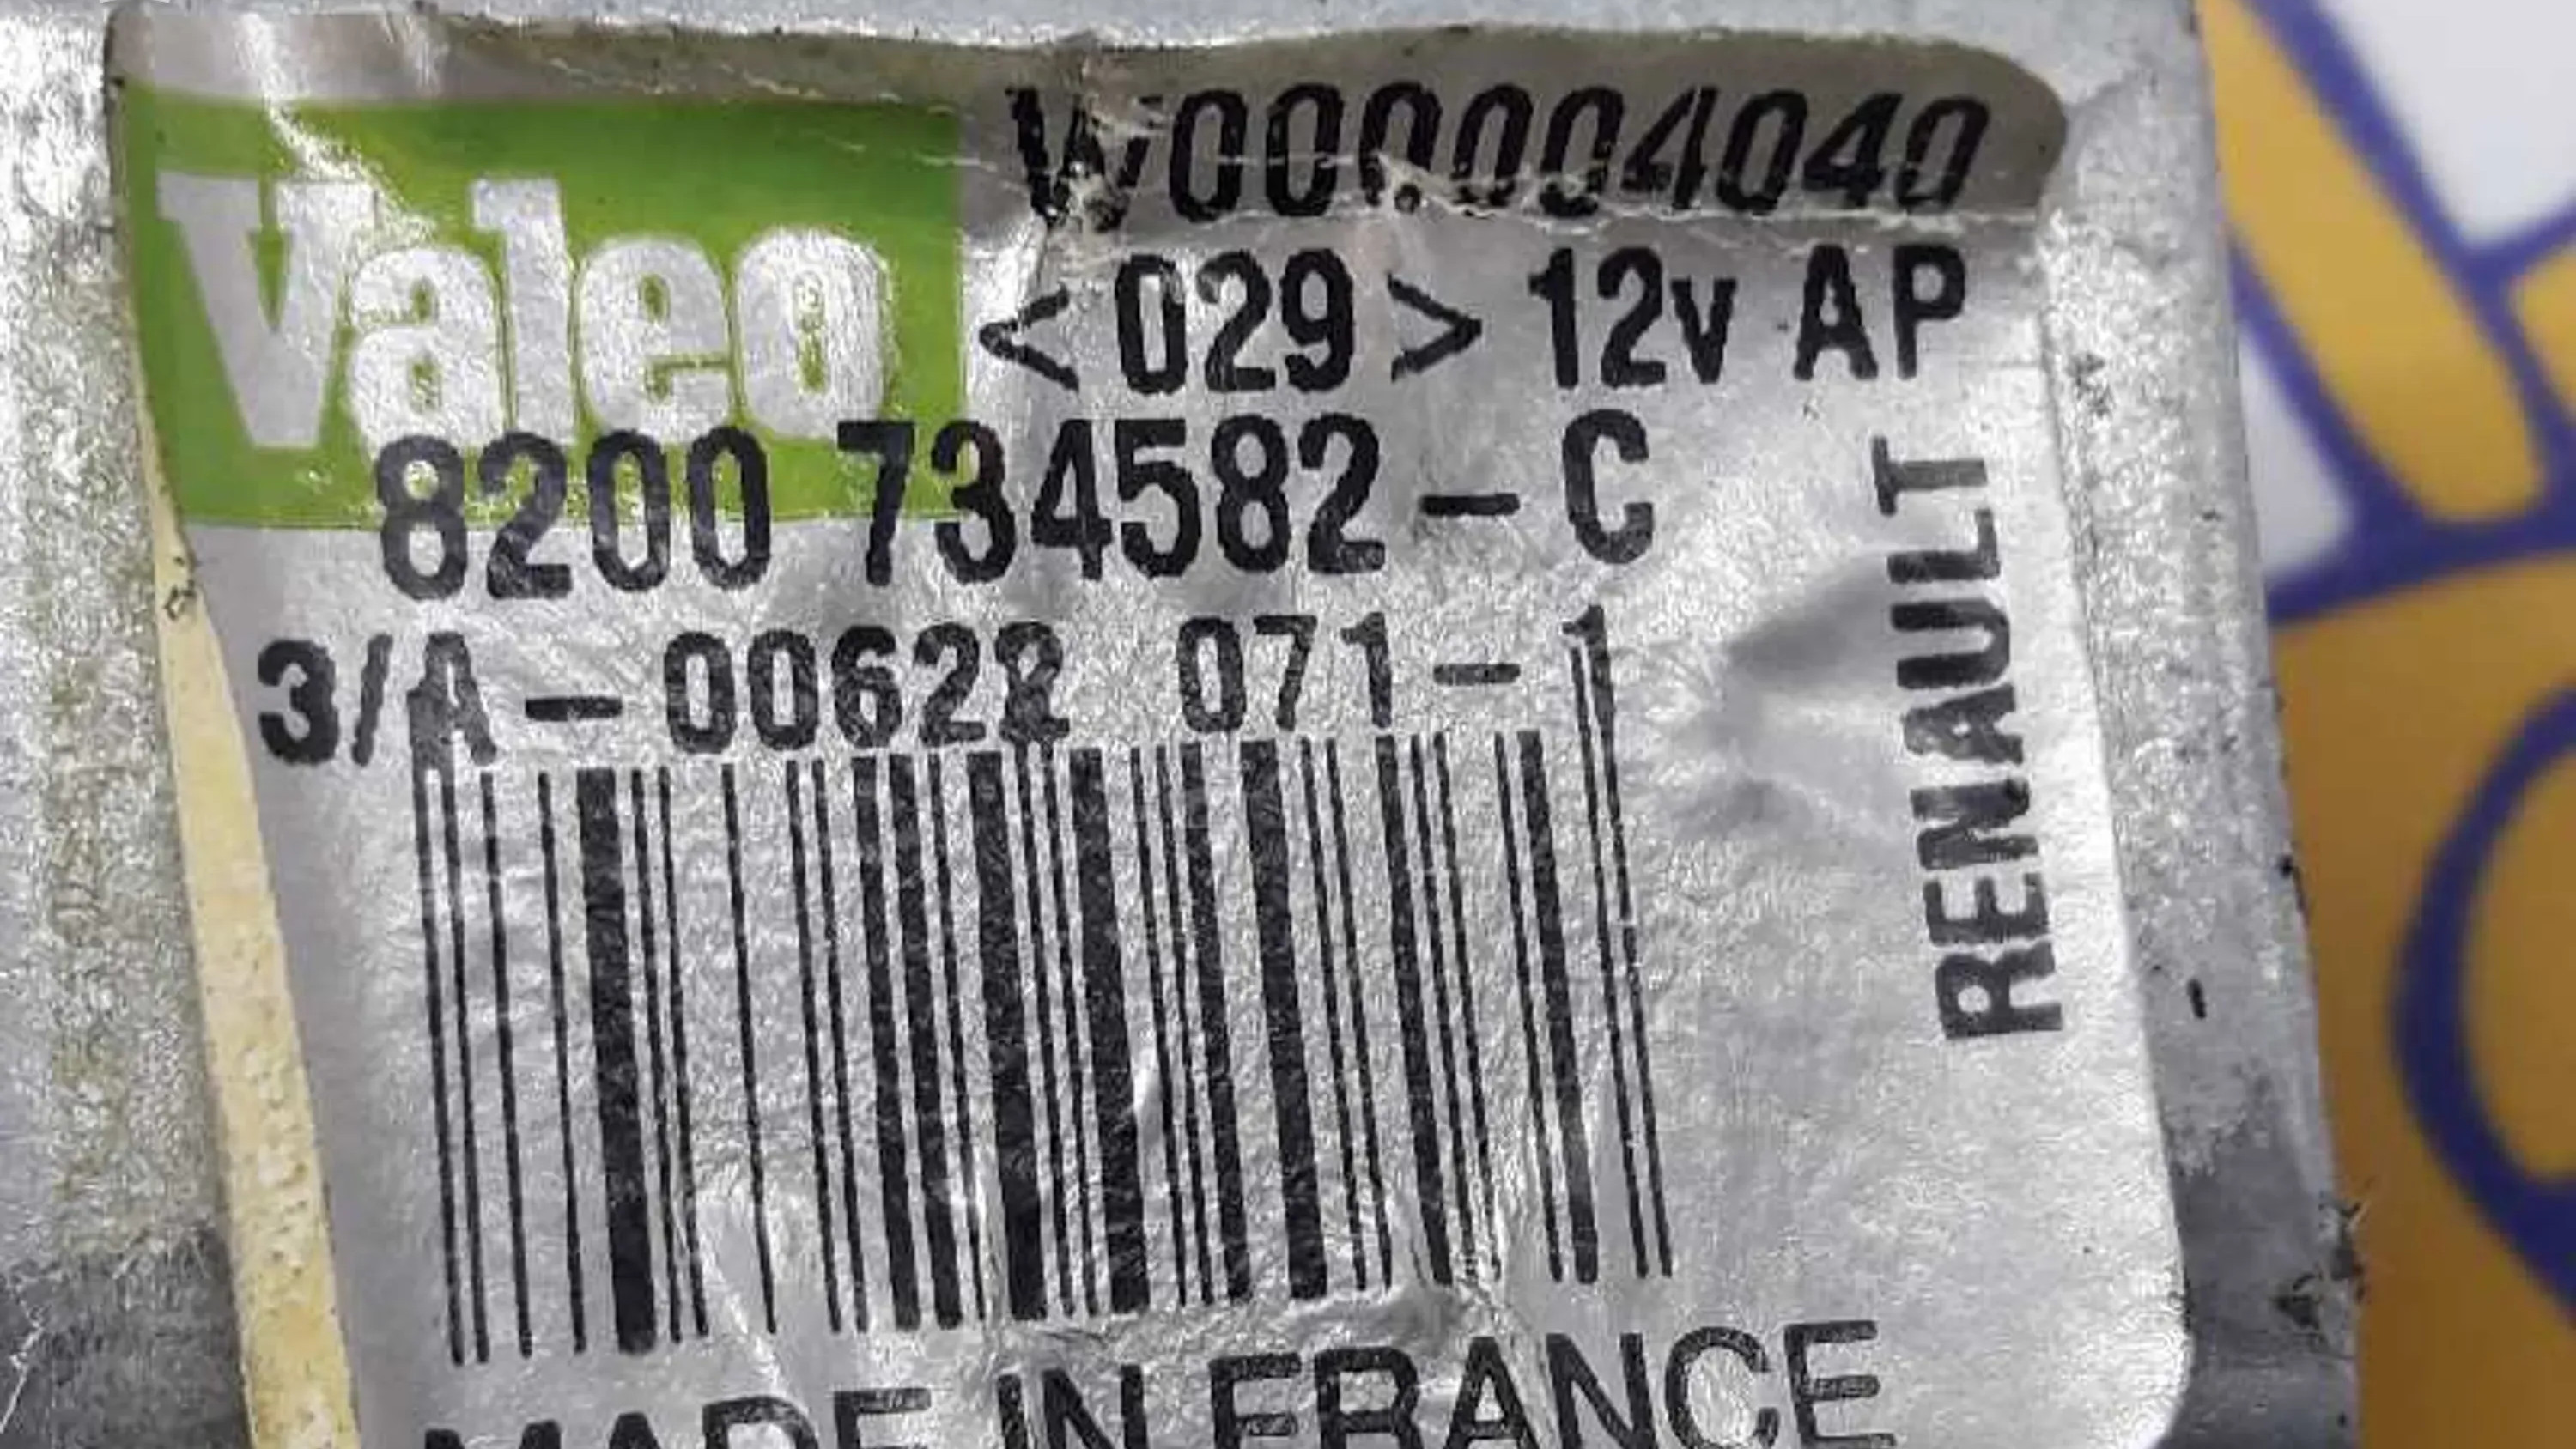 Valeo
W000004040
<029> 12v AP
8200 734582-C
3/A-00622 071-1
RENAULT
MADE IN FRANCE